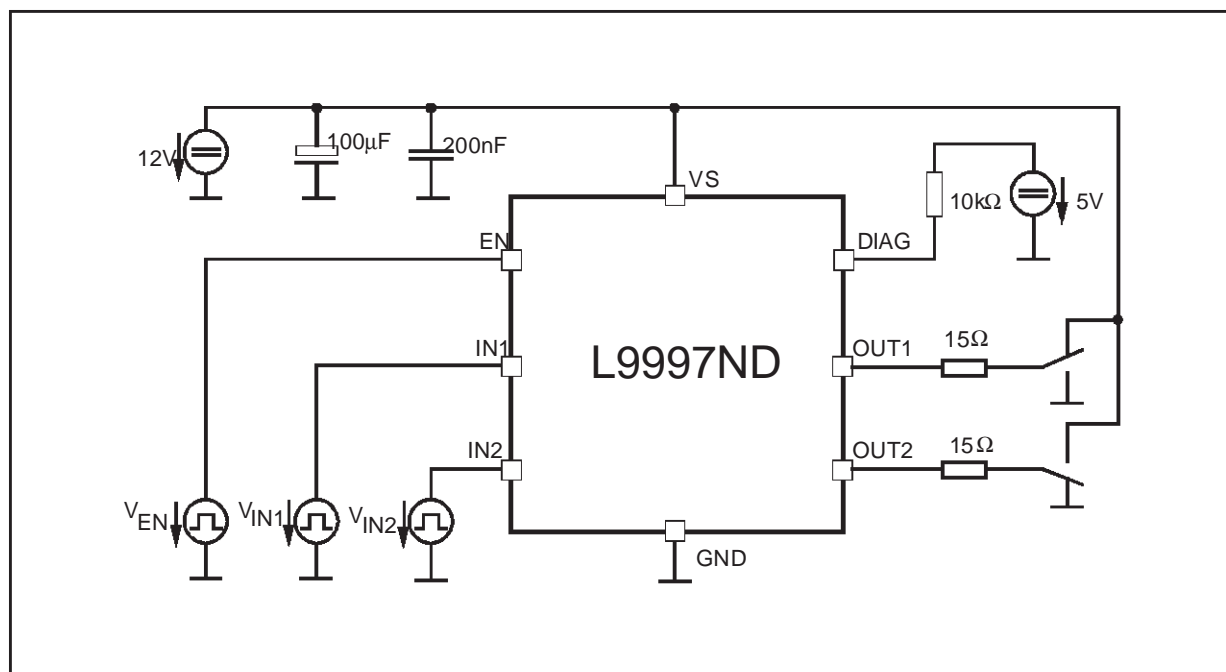 12V
100µF
200nF
VS
10kΩ
5V
EN
DIAG
IN1
L9997ND
OUT1
15Ω
IN2
OUT2
15Ω
VEN
VIN1
VIN2
GND